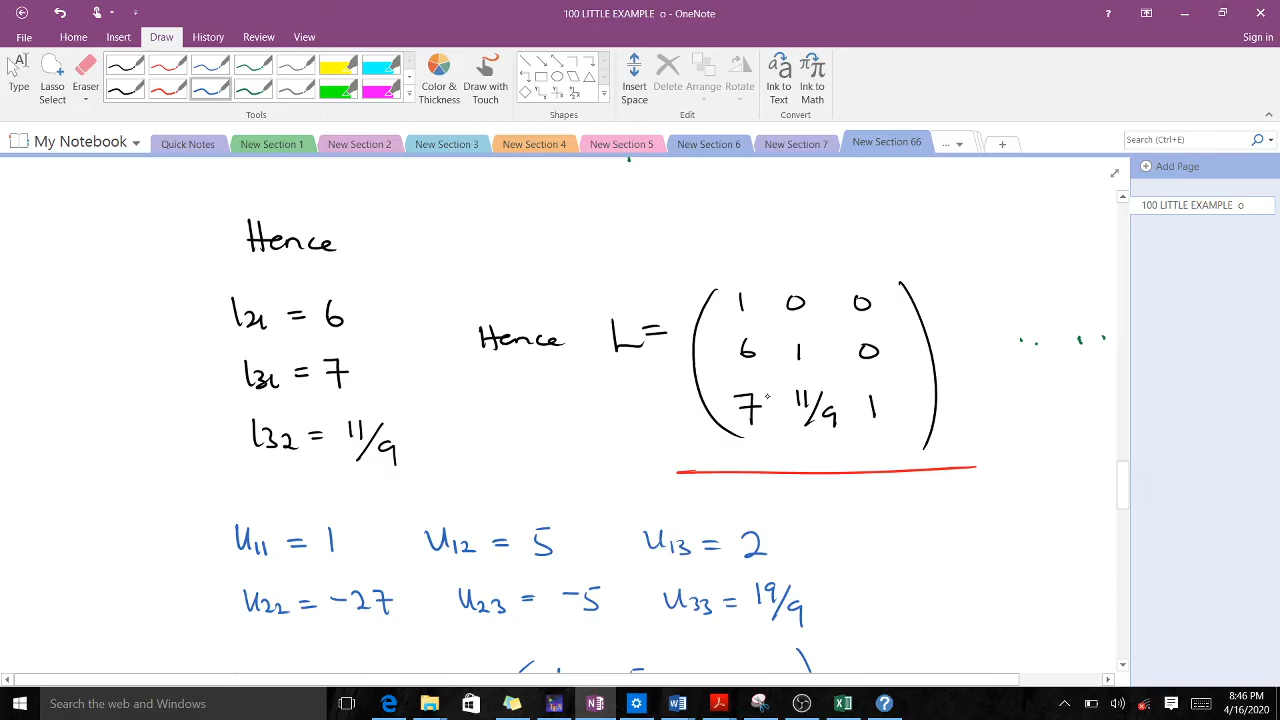 100 LITTLE EXAMPLE o - OneNote
File Home Insert Draw History Review View Sign in
Type Lasso Select Eraser Color & Thickness Draw with Touch Insert Space Delete Arrange Rotate Ink to Text Ink to Math
Tools Shapes Edit Convert
My Notebook Quick Notes New Section 1 New Section 2 New Section 3 New Section 4 New Section 5 New Section 6 New Section 7 New Section 66 ... + Search (Ctrl+E)
Add Page
100 LITTLE EXAMPLE o
Hence
l21 = 6
l31 = 7
l32 = 11/9
Hence L =
1 0 0
6 1 0
7 11/9 1
U11 = 1 U12 = 5 U13 = 2
U22 = -27 U23 = -5 U33 = 19/9
Search the web and Windows
8:46 PM
4/16/2020